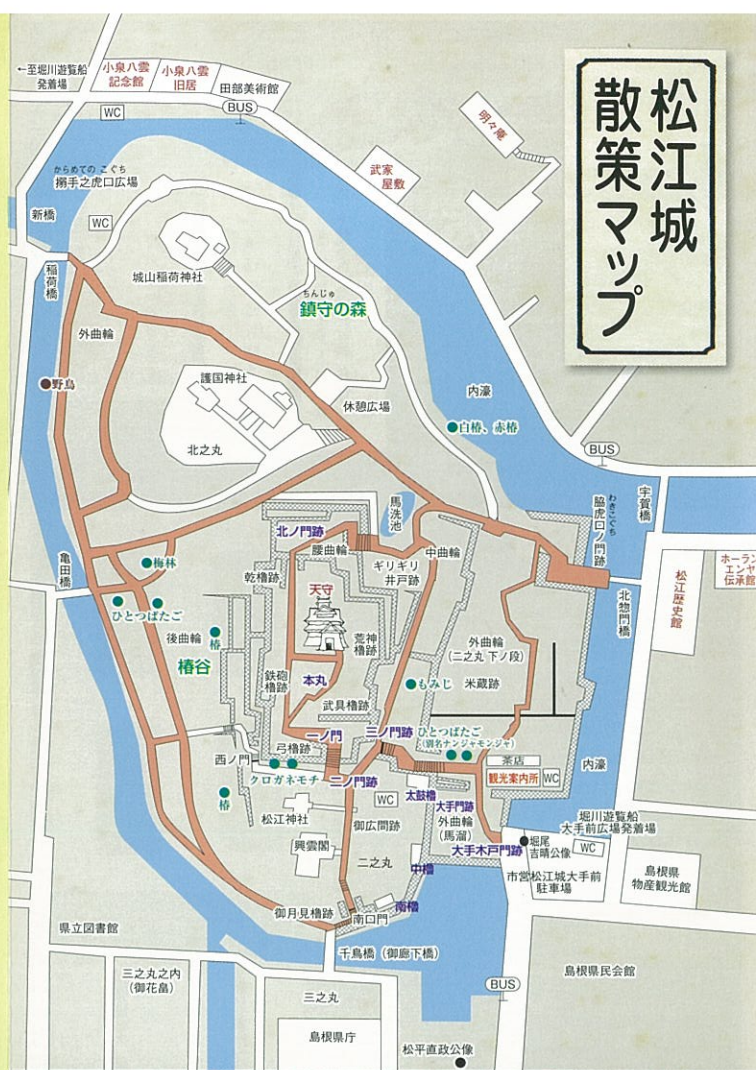 松江城
散策マップ
←至堀川遊覧船
発着場
小泉八雲
記念館
小泉八雲
旧居
田部美術館
BUS
WC
明々庵
武家
屋敷
からめての こぐち
搦手之虎口広場
新橋
WC
稲荷橋
城山稲荷神社
ちんじゅ
鎮守の森
外曲輪
護国神社
野鳥
休憩広場
内濠
北之丸
白椿、赤椿
BUS
宇賀橋
わきこぐち
脇虎口ノ門跡
馬洗池
北ノ門跡
腰曲輪
中曲輪
ギリギリ
井戸跡
乾櫓跡
亀田橋
梅林
天守
ホーラン
エンヤ
伝承館
松江歴史館
北惣門橋
ひとつばたご
後曲輪
椿
椿谷
荒神
櫓跡
外曲輪
(二之丸 下ノ段)
鉄砲
櫓跡
本丸
もみじ
米蔵跡
武具櫓跡
一ノ門
三ノ門跡
ひとつばたご
(別名ナンジャモンジャ)
弓櫓跡
西ノ門
茶店
内濠
クロガネモチ
二ノ門跡
観光案内所
WC
太鼓櫓
椿
WC
大手門跡
松江神社
御広間跡
外曲輪
(馬溜)
堀川遊覧船
大手前広場発着場
興雲閣
大手木戸門跡
堀尾
吉晴公像
WC
二之丸
中櫓
市営松江城大手前
駐車場
島根県
物産観光館
南櫓
御月見櫓跡
南口門
県立図書館
千鳥橋（御廊下橋）
三之丸之内
(御花畠)
島根県民会館
BUS
三之丸
島根県庁
松平直政公像